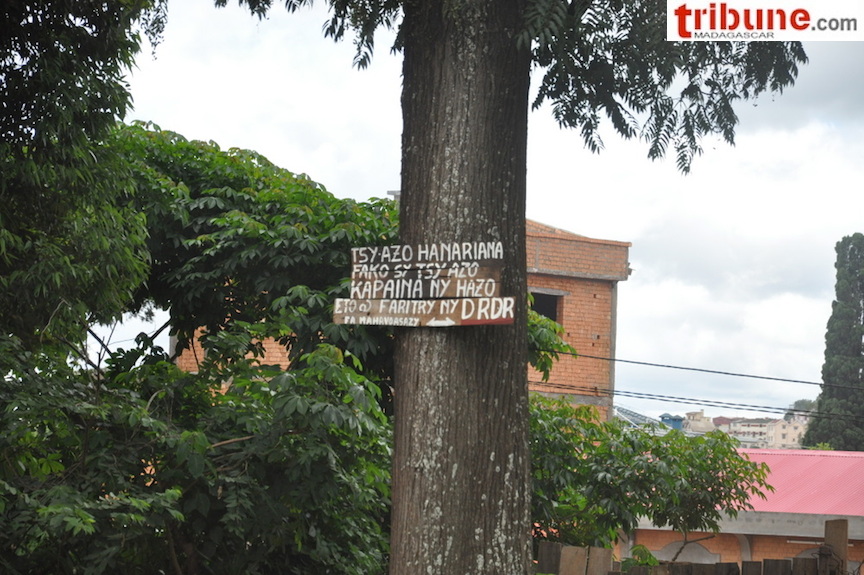 tribune.com
MADAGASCAR
TSY AZO HANARIANA
FAKO SY TSY AZO
KAPAINA NY HAZO
ETO @ FARITRY NY DRDR
FA MAHAVOASAZY